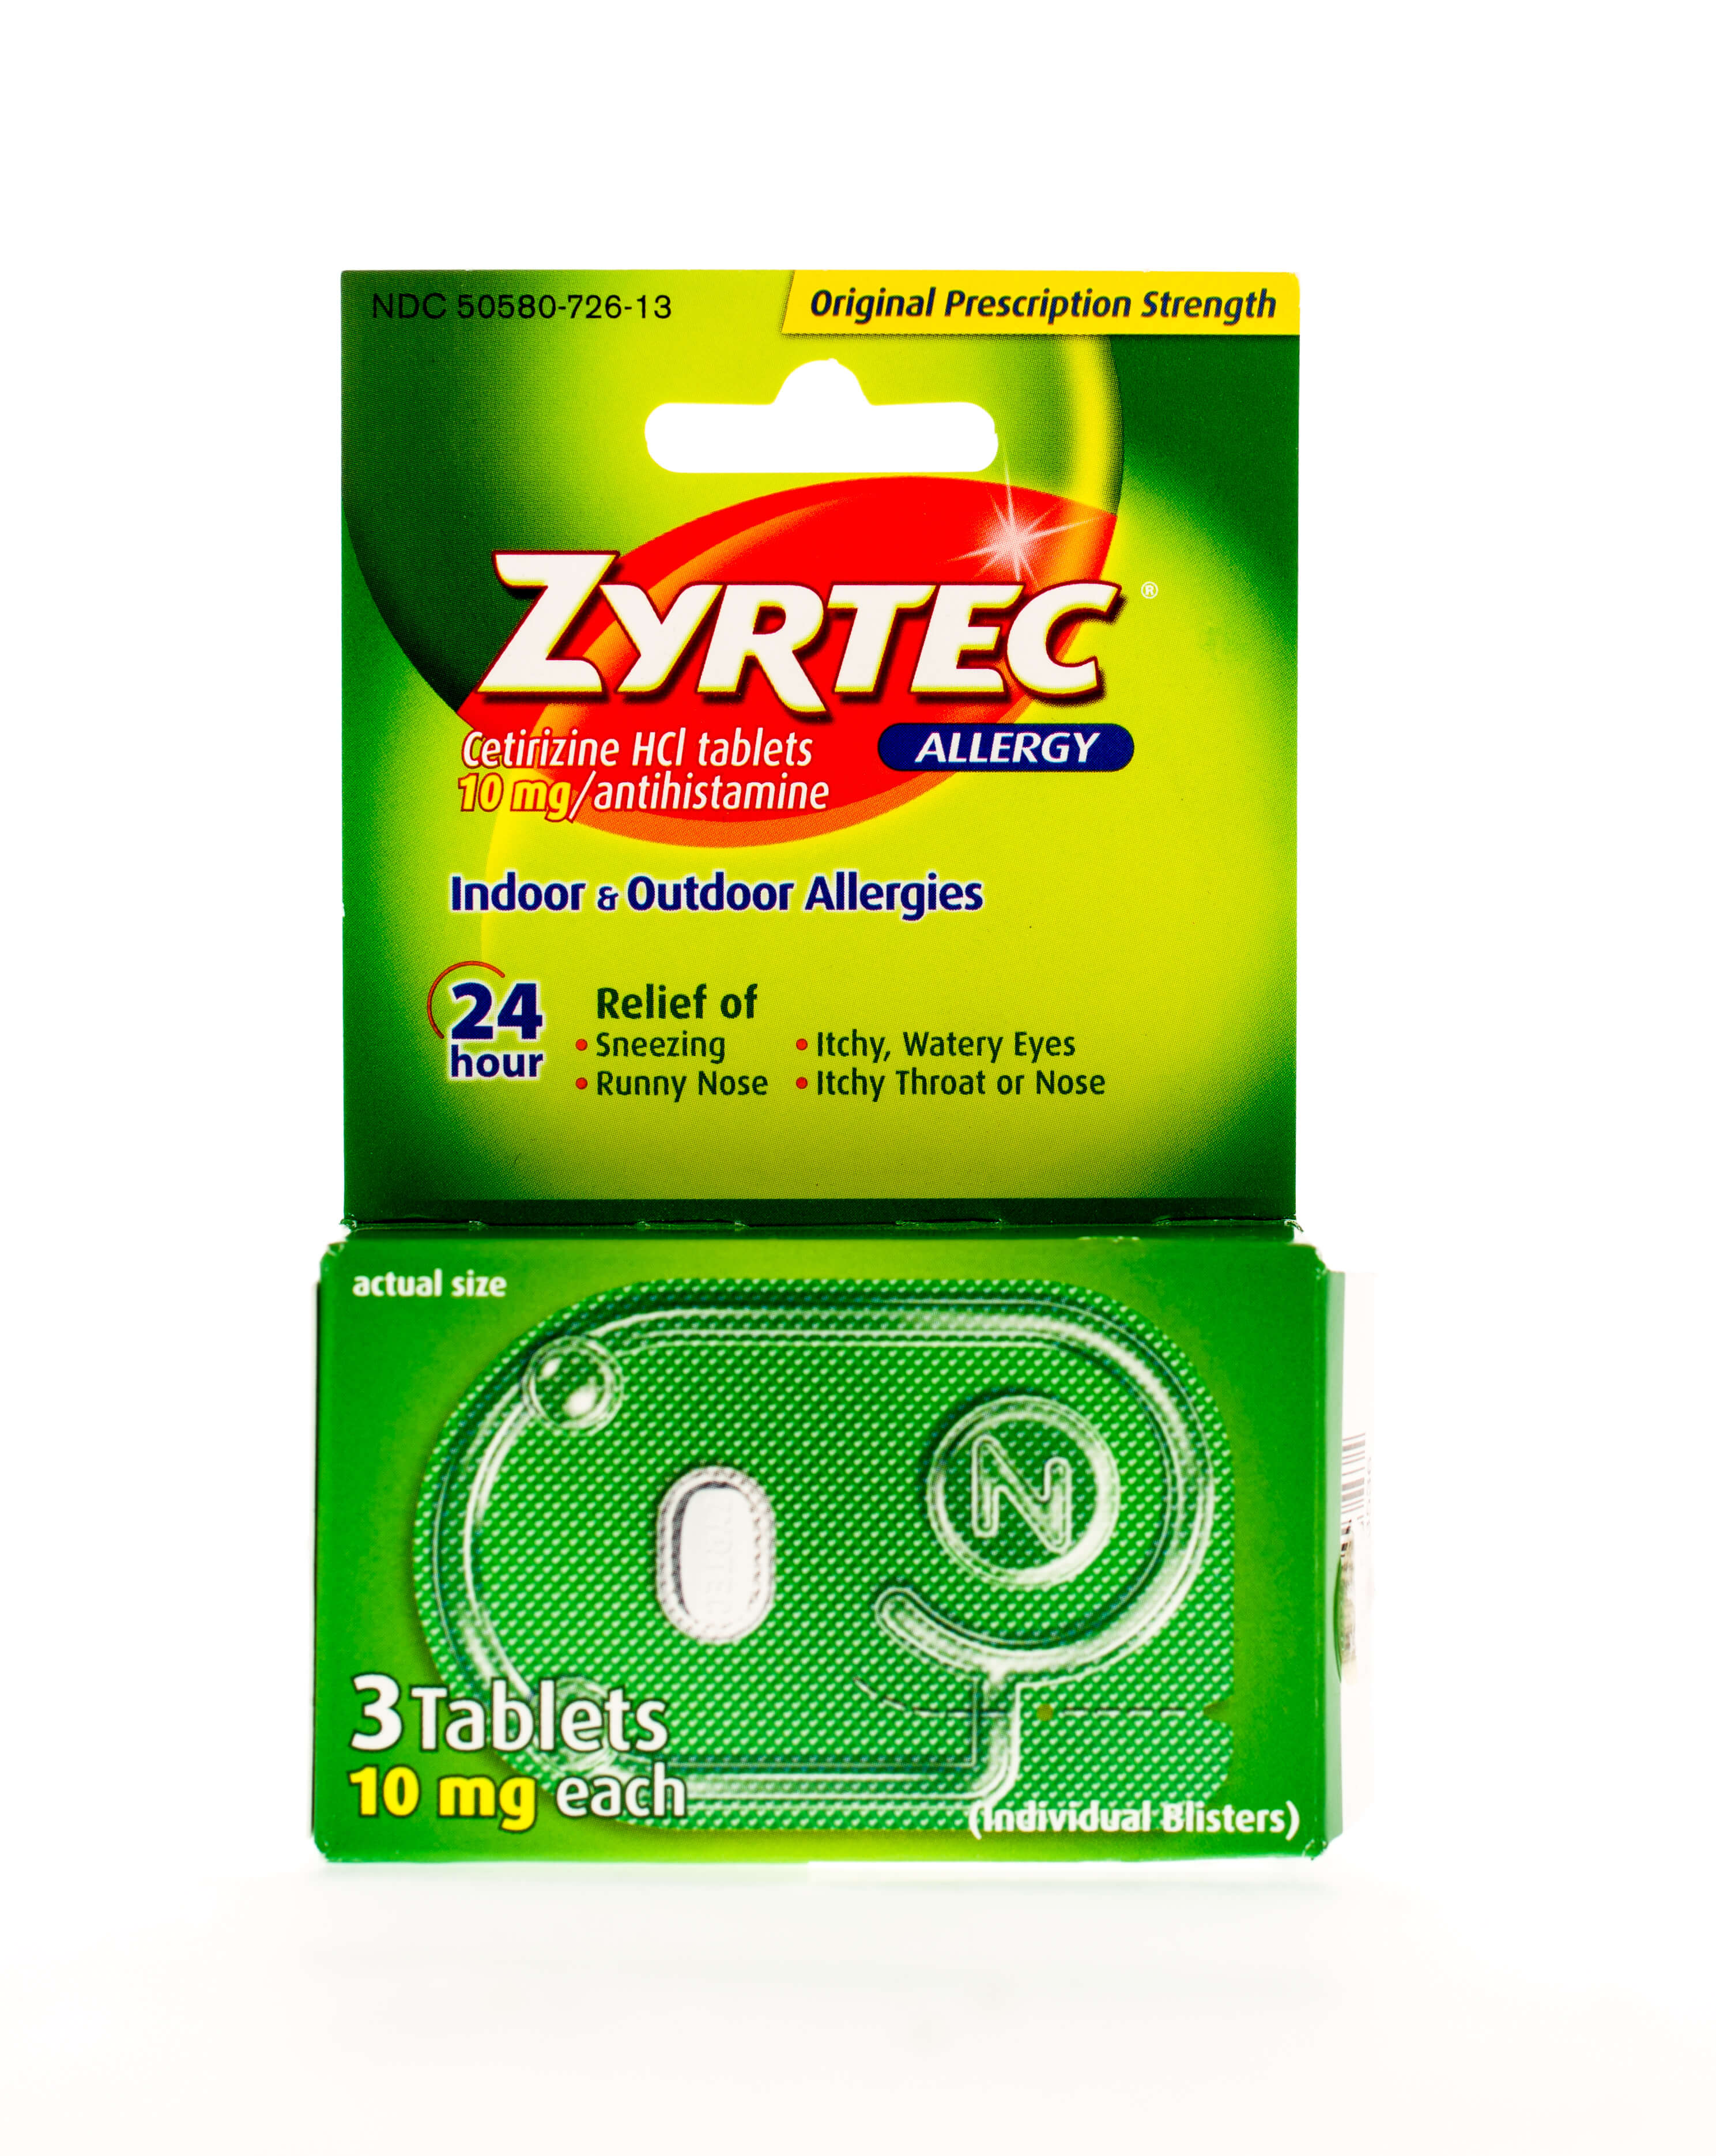 NDC 50580-726-13
Original Prescription Strength
ZYRTEC®
Cetirizine HCl tablets
10 mg/antihistamine
ALLERGY
Indoor & Outdoor Allergies
24
hour
Relief of
• Sneezing
• Itchy, Watery Eyes
• Runny Nose
• Itchy Throat or Nose
actual size
3 Tablets
10 mg each
(Individual Blisters)